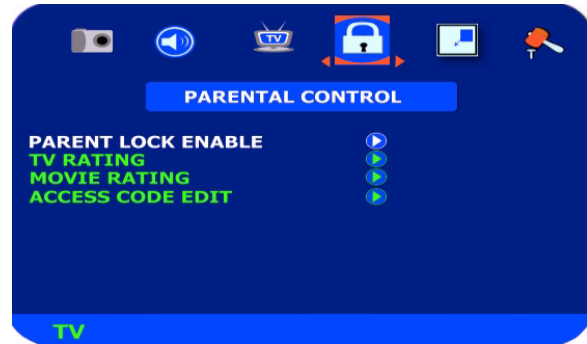 TV
PARENTAL CONTROL
PARENT LOCK ENABLE
TV RATING
MOVIE RATING
ACCESS CODE EDIT
TV